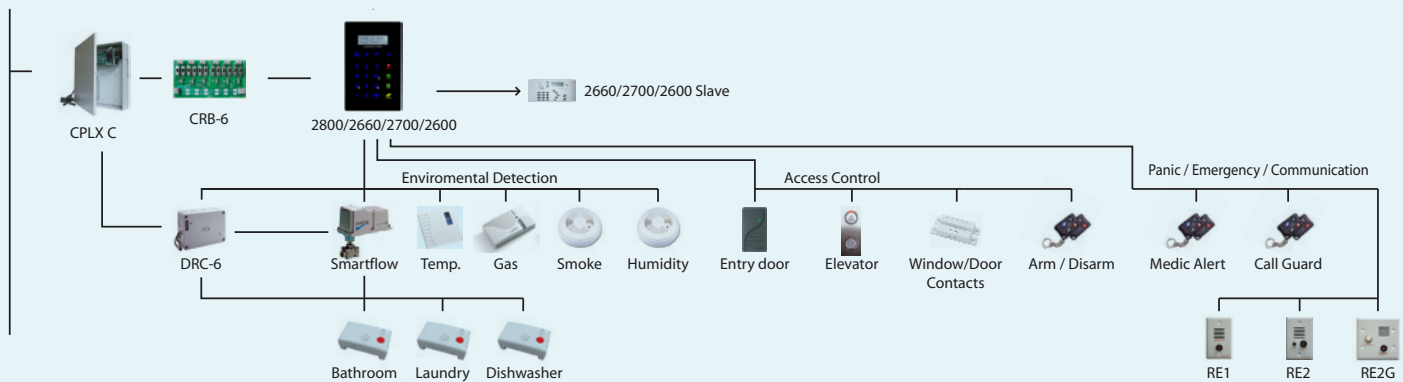 2660/2700/2600 Slave
CRB-6
CPLX C
2800/2660/2700/2600
Enviromental Detection
Access Control
Panic / Emergency / Communication
DRC-6
Smartflow
Temp.
Gas
Smoke
Humidity
Entry door
Elevator
Window/Door
Contacts
Arm / Disarm
Medic Alert
Call Guard
Bathroom
Laundry
Dishwasher
RE1
RE2
RE2G